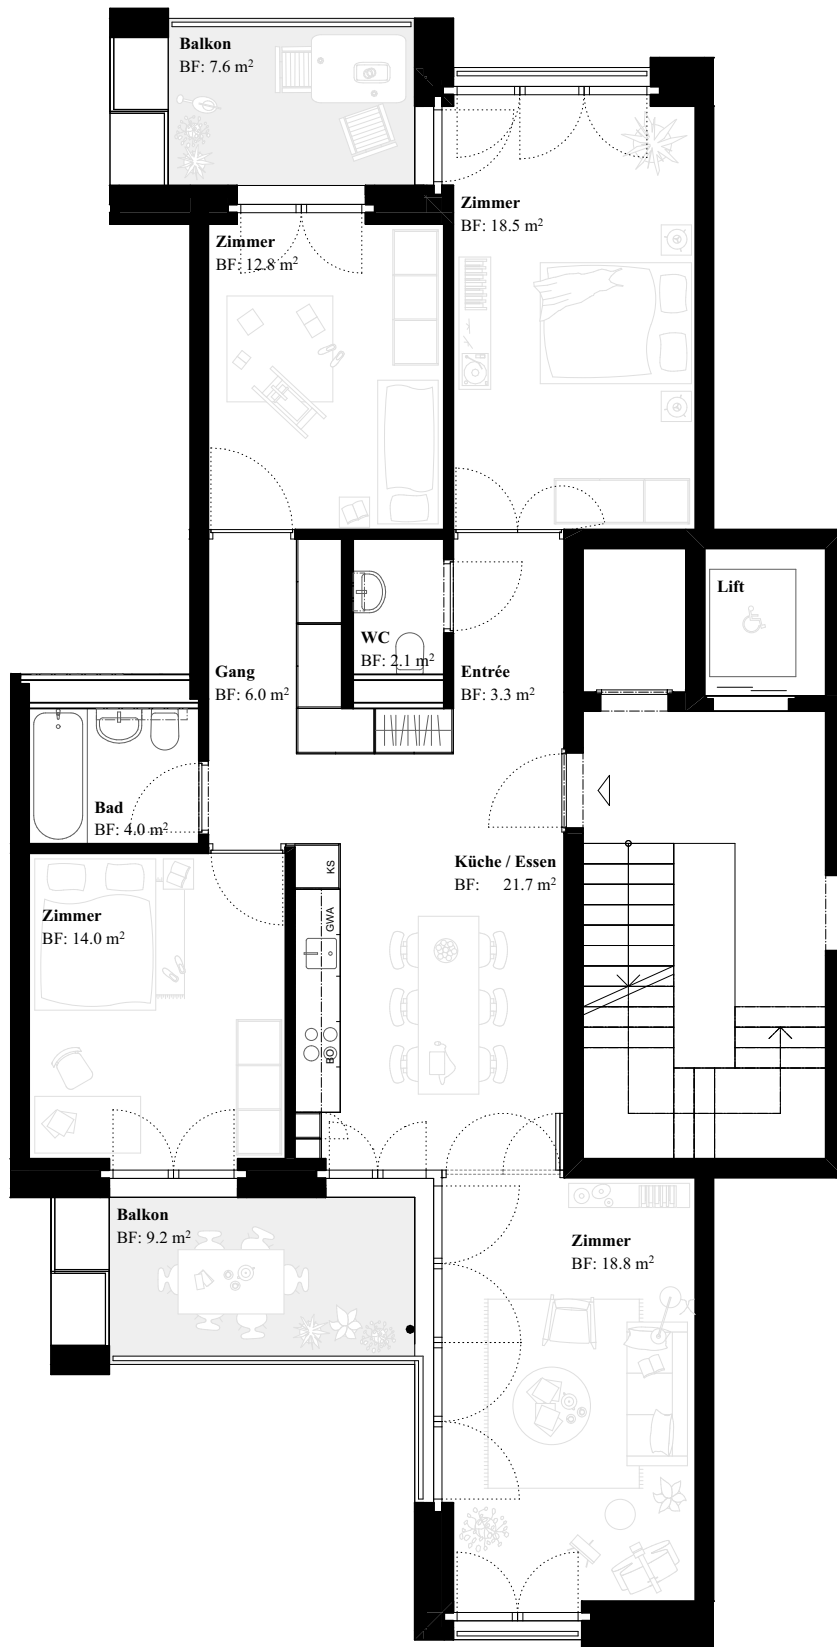 Balkon
BF: 7.6 m²
Zimmer
BF: 18.5 m²
Zimmer
BF: 12.8 m²
Lift
WC
BF: 2.1 m²
Gang
BF: 6.0 m²
Entrée
BF: 3.3 m²
Bad
BF: 4.0 m²
KS
Küche / Essen
BF: 21.7 m²
GWA
Zimmer
BF: 14.0 m²
BO
Balkon
BF: 9.2 m²
Zimmer
BF: 18.8 m²